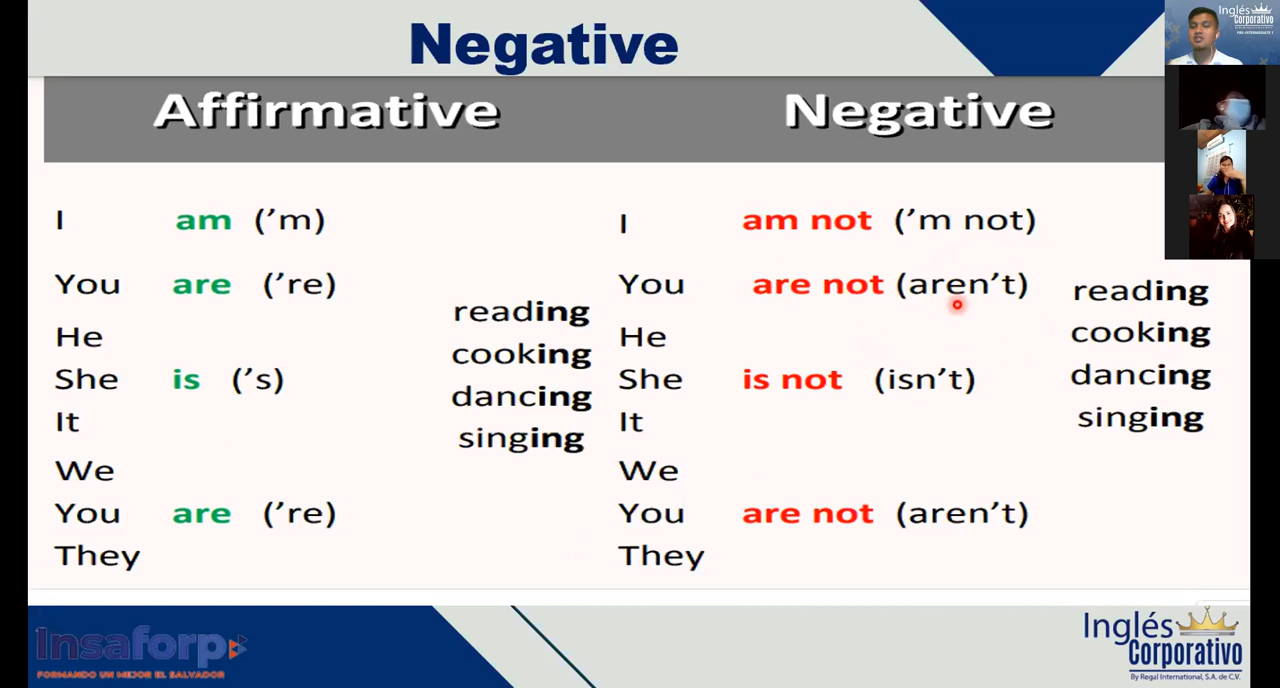 Negative
Inglés
Corporativo
PRE-INTERMEDIATE 1
Affirmative Negative
I am ('m)
You are ('re)
He
She is ('s)
It
We
You are ('re)
They
reading
cooking
dancing
singing
I am not ('m not)
You are not (aren't)
He
She is not (isn't)
It
We
You are not (aren't)
They
reading
cooking
dancing
singing
Insaforp
FORMANDO UN MEJOR EL SALVADOR
Inglés
Corporativo
By Regal International, S.A. de C.V.